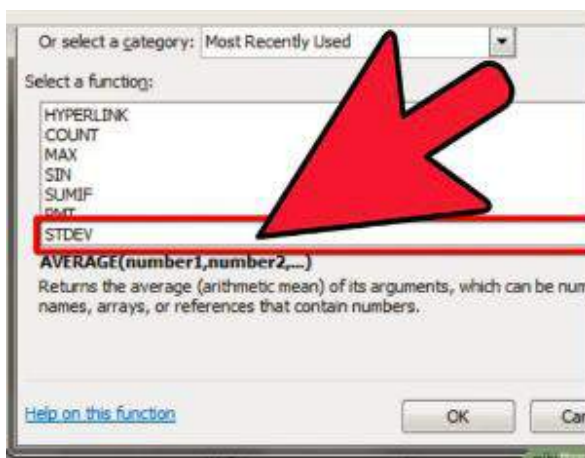 Or select a category: Most Recently Used
Select a function:
HYPERLINK
COUNT
MAX
SIN
SUMIF
PMT
STDEV
AVERAGE(number1,number2,...)
Returns the average (arithmetic mean) of its arguments, which can be num
names, arrays, or references that contain numbers.
Help on this function
OK
Can